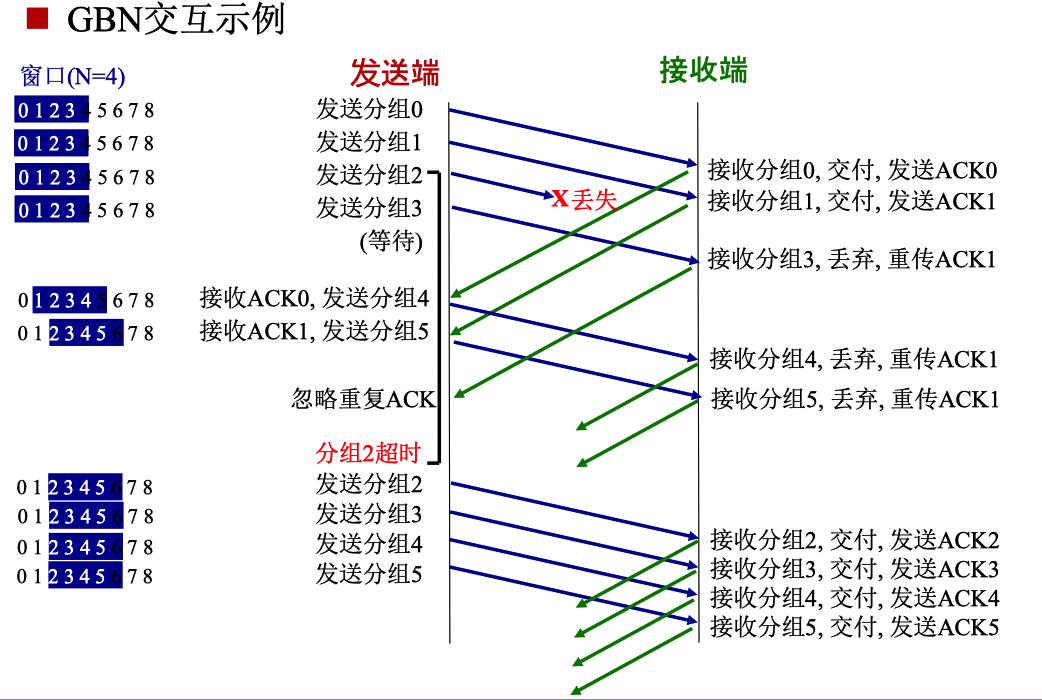 GBN交互示例
窗口(N=4)
发送端
接收端
0 1 2 3 4 5 6 7 8
发送分组0
0 1 2 3 4 5 6 7 8
发送分组1
0 1 2 3 4 5 6 7 8
发送分组2
X丢失
接收分组0, 交付, 发送ACK0
0 1 2 3 4 5 6 7 8
发送分组3
接收分组1, 交付, 发送ACK1
(等待)
接收分组3, 丢弃, 重传ACK1
0 1 2 3 4 5 6 7 8
接收ACK0, 发送分组4
0 1 2 3 4 5 6 7 8
接收ACK1, 发送分组5
接收分组4, 丢弃, 重传ACK1
忽略重复ACK
接收分组5, 丢弃, 重传ACK1
分组2超时
0 1 2 3 4 5 6 7 8
发送分组2
0 1 2 3 4 5 6 7 8
发送分组3
0 1 2 3 4 5 6 7 8
发送分组4
0 1 2 3 4 5 6 7 8
发送分组5
接收分组2, 交付, 发送ACK2
接收分组3, 交付, 发送ACK3
接收分组4, 交付, 发送ACK4
接收分组5, 交付, 发送ACK5